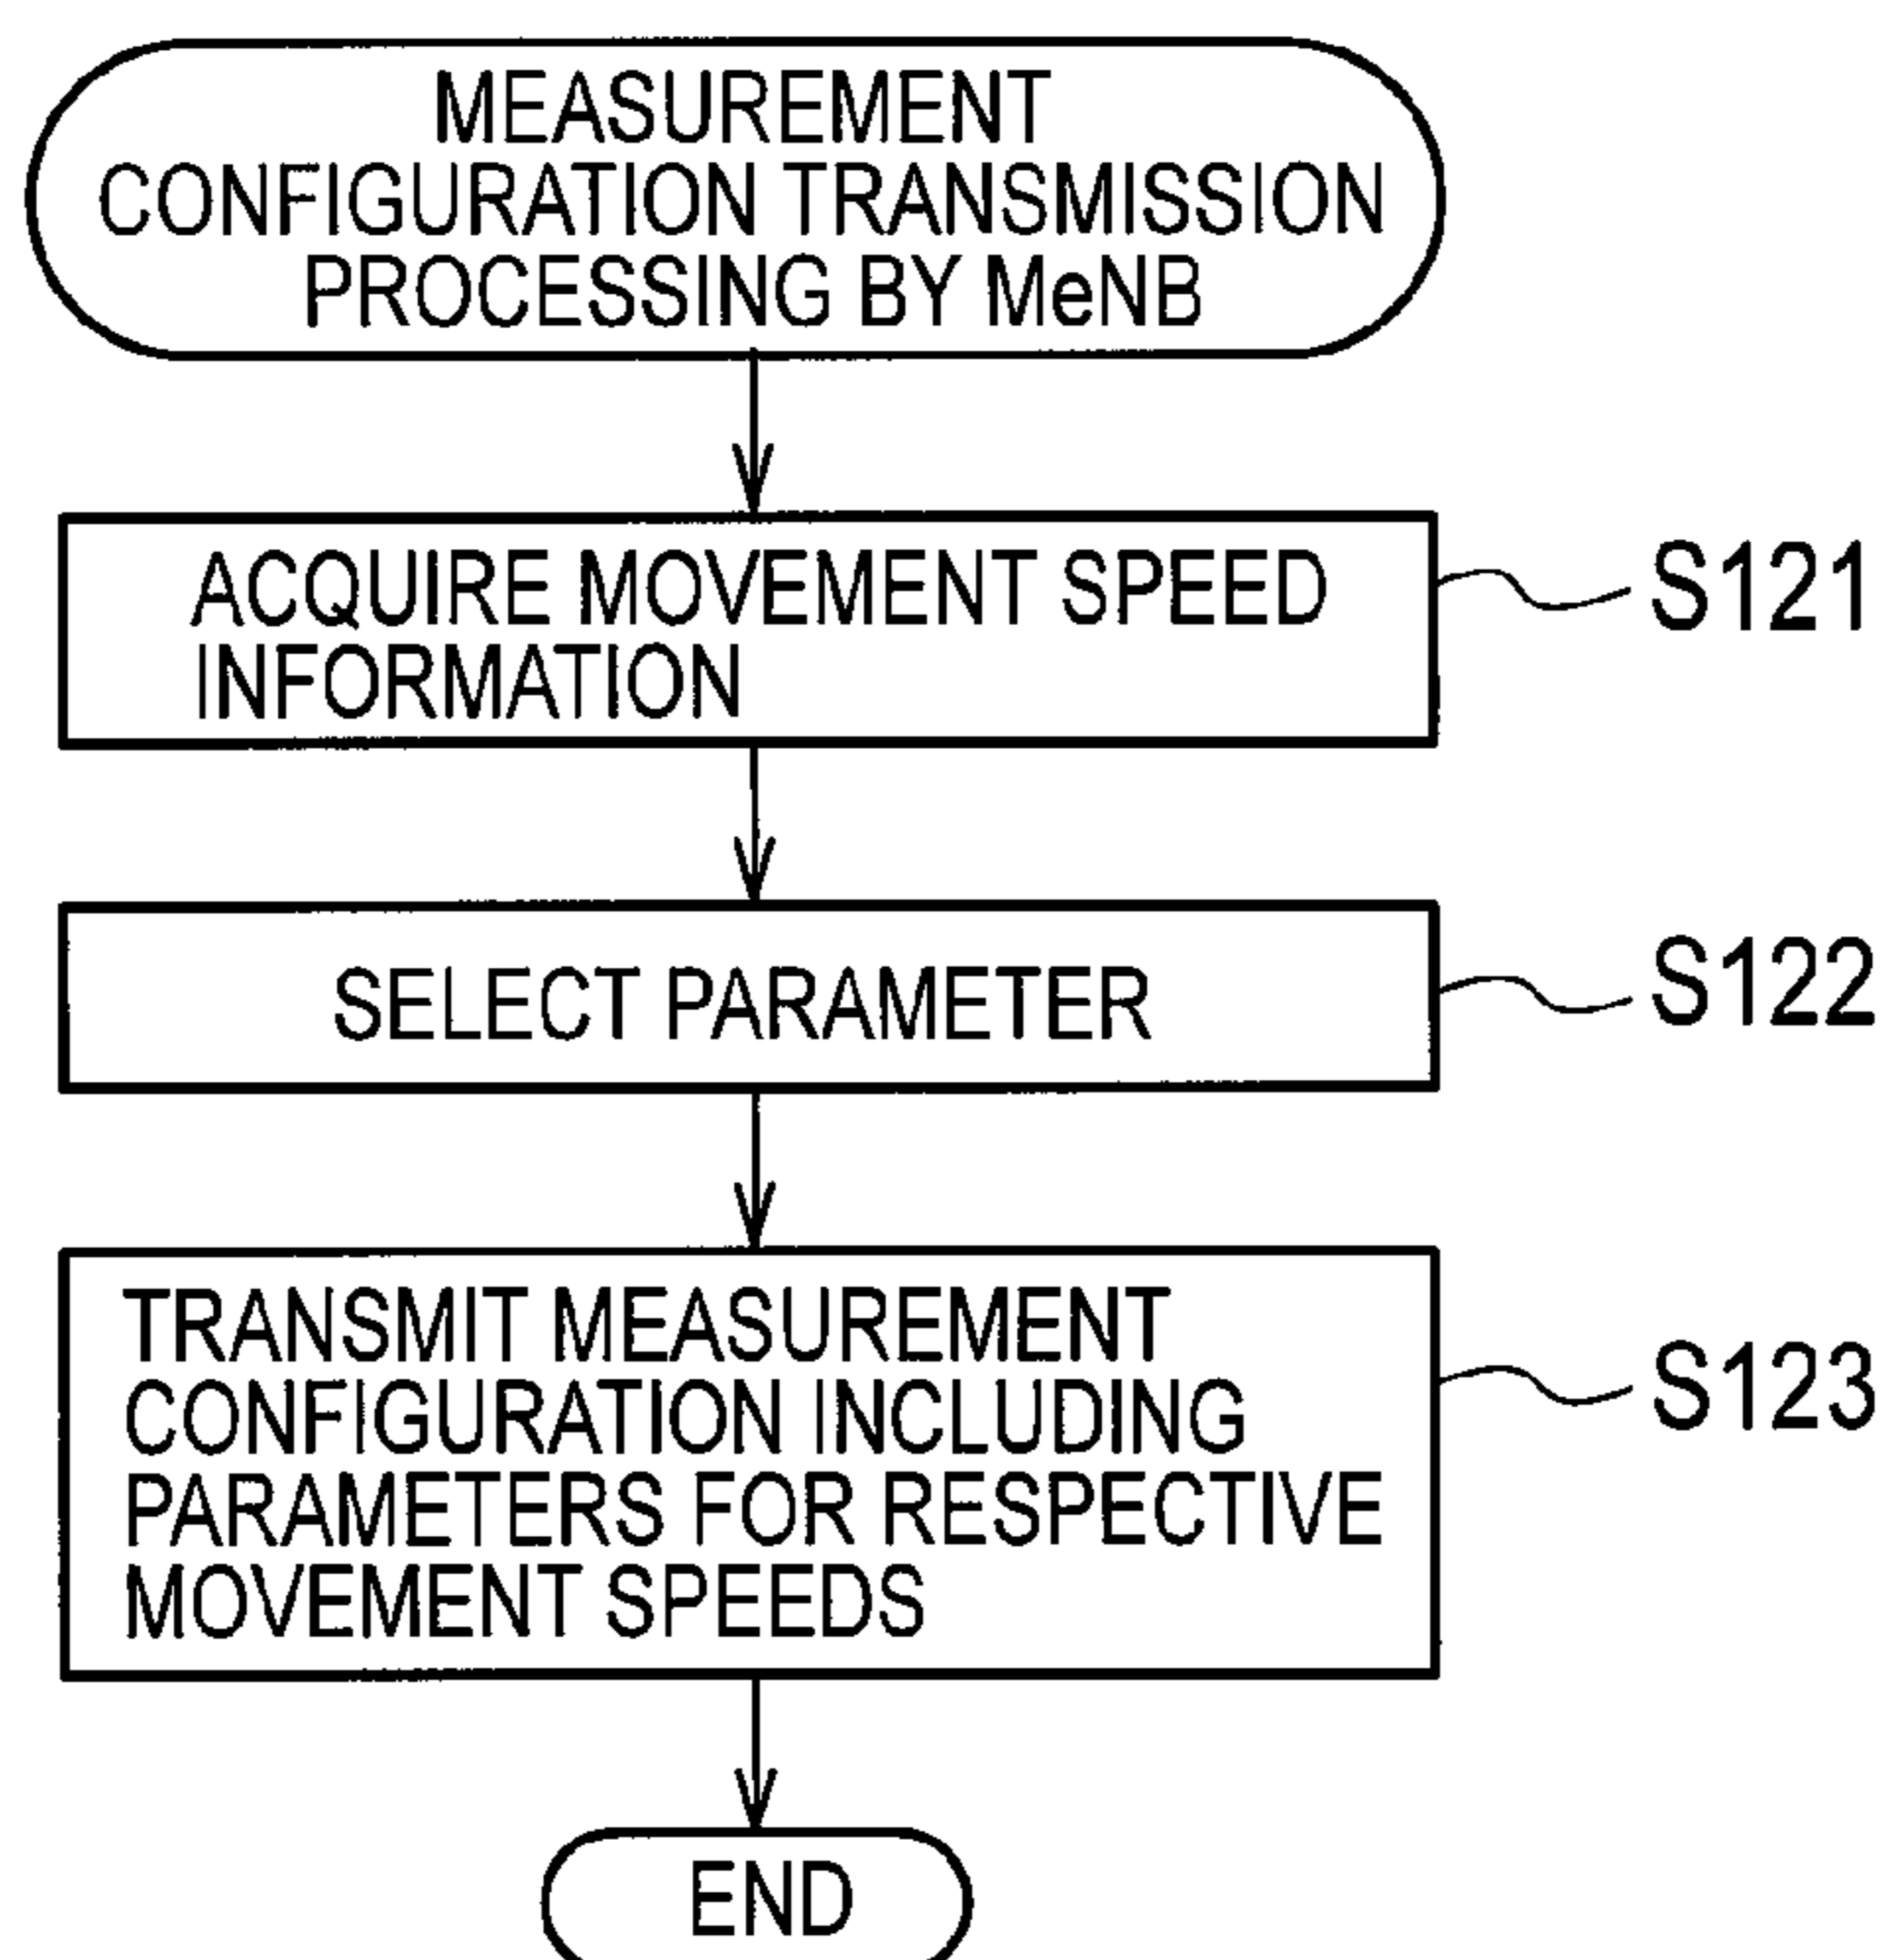 MEASUREMENT
CONFIGURATION TRANSMISSION
PROCESSING BY MeNB
ACQUIRE MOVEMENT SPEED
INFORMATION
S121
SELECT PARAMETER
S122
TRANSMIT MEASUREMENT
CONFIGURATION INCLUDING
PARAMETERS FOR RESPECTIVE
MOVEMENT SPEEDS
S123
END